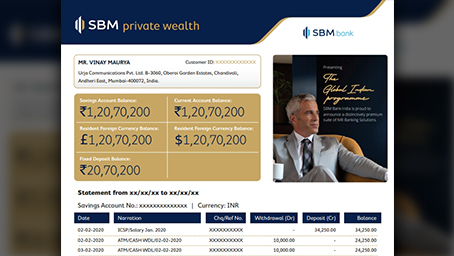 SBM private wealth
SBM bank
MR. VINAY MAURYA
Customer ID: XXXXXXXXXXXX
Urja Communications Pvt. Ltd. B-3060, Oberoi Garden Estates, Chandivali,
Andheri East, Mumbai-400072, India.
Presenting
The
Global Indian
programme
SBM Bank India is proud to
announce a distinctively premium
suite of NRI Banking Solutions
Savings Account Balance:
₹1,20,70,200
Current Account Balance:
₹1,20,70,200
Resident Foreign Currency Balance:
£1,20,70,200
Resident Foreign Currency Balance:
$1,20,70,200
Fixed Deposit Balance:
₹20,70,200
Statement from xx/xx/xx to xx/xx/xx
Savings Account No.: xxxxxxxxxxxxxx | Currency: INR
Date Narration Chq/Ref No. Withdrawal (Dr) Deposit (Cr) Balance
02-02-2020 ICSP/Salary Jan. 2020 XXXXXXXXXX - 34,250.00 34,250.00
02-02-2020 ATM/CASH WDL/02-02-2020 XXXXXXXXXX 10,000.00 - 24,250.00
03-02-2020 ATM/CASH WDL/02-02-2020 XXXXXXXXXX 10,000.00 - 24,250.00